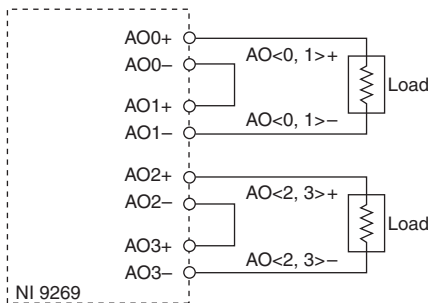 AO0+
AO0–
AO1+
AO1–
AO<0, 1>+
Load
AO<0, 1>–
AO2+
AO2–
AO3+
AO3–
AO<2, 3>+
Load
AO<2, 3>–
NI 9269